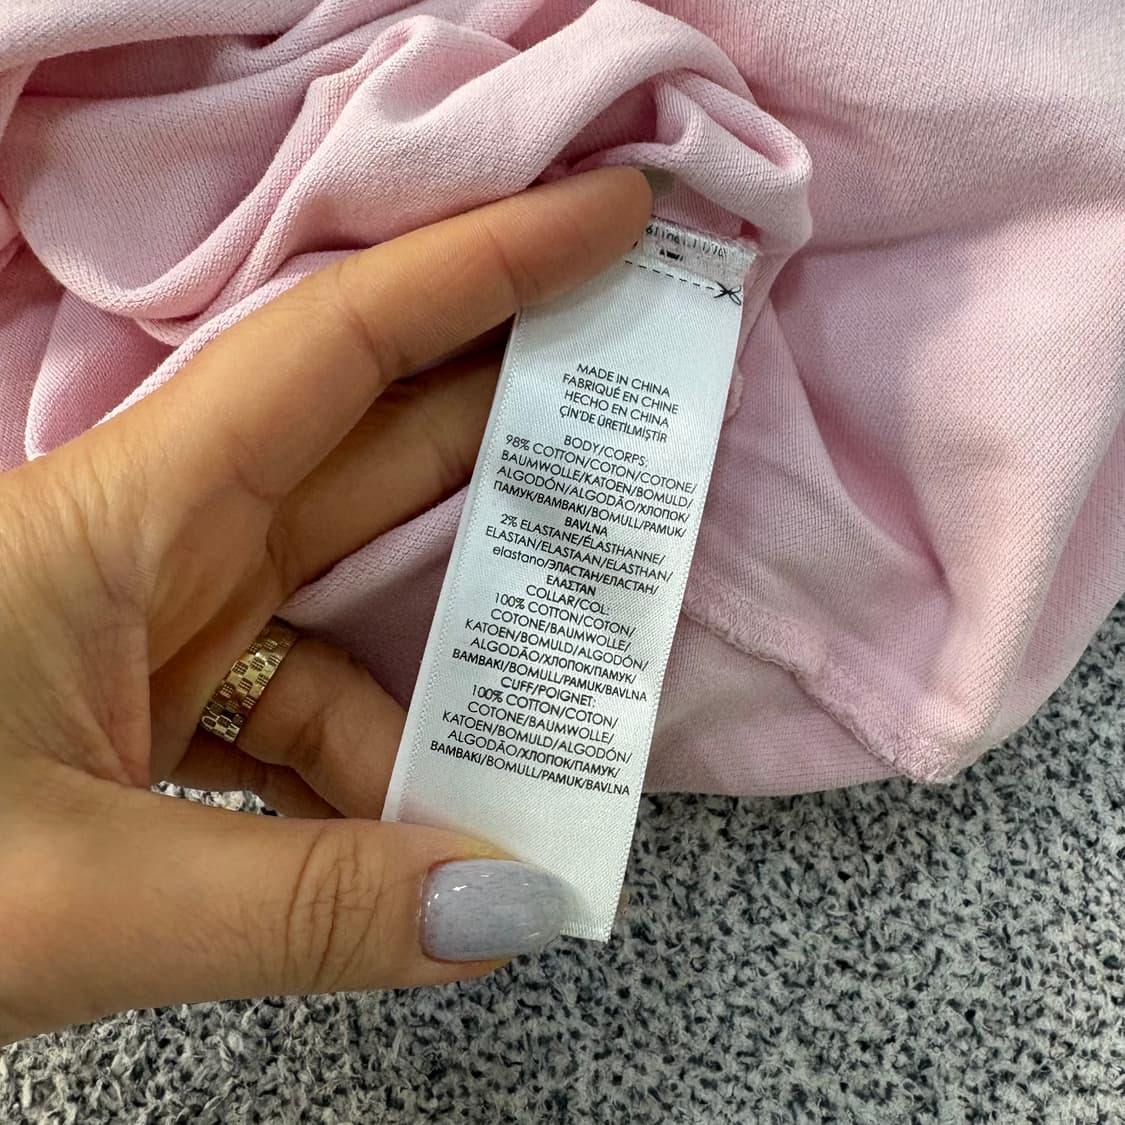 MADE IN CHINA
FABRIQUÉ EN CHINE
HECHO EN CHINA
ÇİN'DE ÜRETİLMİŞTİR
BODY/CORPS:
98% COTTON/COTON/COTONE/
BAUMWOLLE/KATOEN/BOMULD/
ALGODÓN/ALGODÃO/ХЛОПОК/
ПАМУК/ΒΑΜΒΑΚΙ/BOMULL/PAMUK/
BAVLNA
2% ELASTANE/ÉLASTHANNE/
ELASTAN/ELASTAAN/ELASTHAN/
elastano/ЭЛАСТАН/ЕЛАСТАН/
ΕΛΑΣΤΑΝ
COLLAR/COL:
100% COTTON/COTON/
COTONE/BAUMWOLLE/
KATOEN/BOMULD/ALGODÓN/
ALGODÃO/ХЛОПОК/ПАМУК/
ΒΑΜΒΑΚΙ/BOMULL/PAMUK/BAVLNA
CUFF/POIGNET:
100% COTTON/COTON/
COTONE/BAUMWOLLE/
KATOEN/BOMULD/ALGODÓN/
ALGODÃO/ХЛОПОК/ПАМУК/
ΒΑΜΒΑΚΙ/BOMULL/PAMUK/BAVLNA